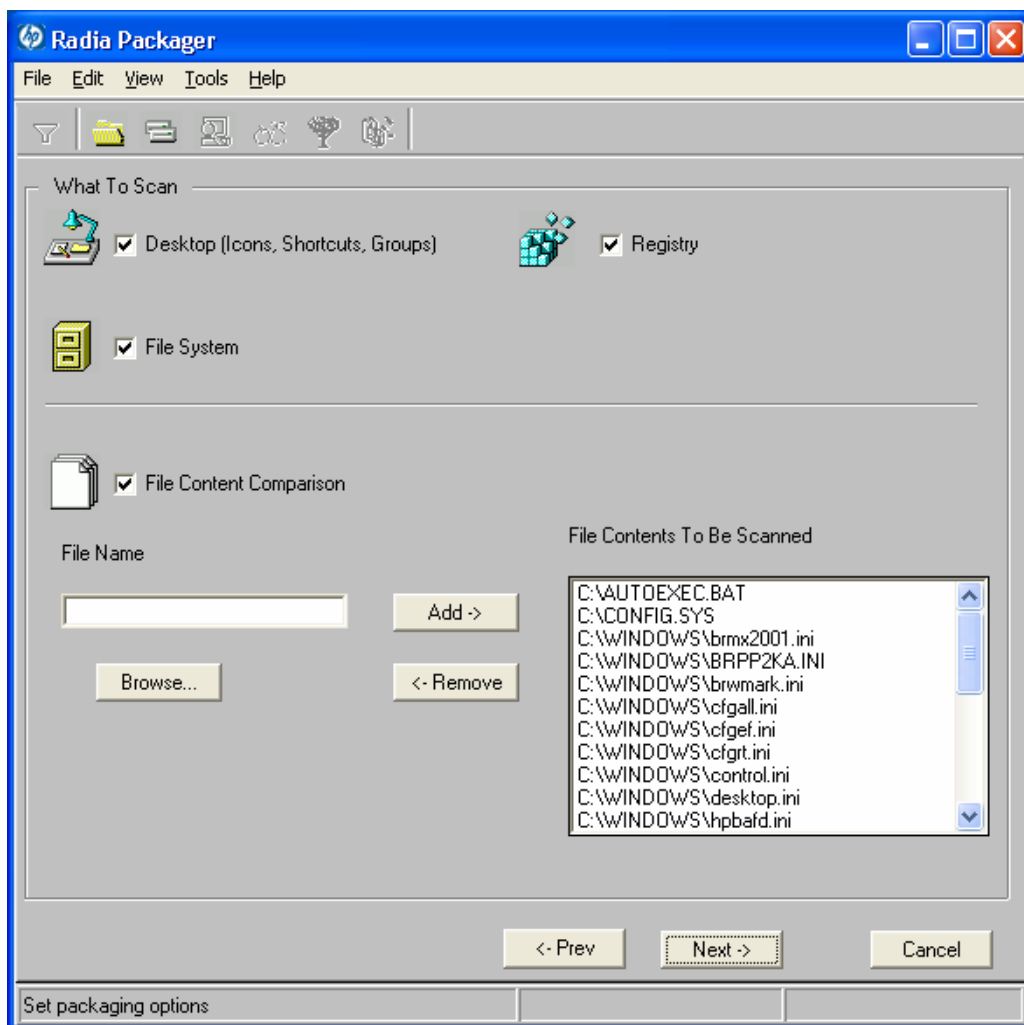 hp Radia Packager
File Edit View Tools Help
What To Scan
Desktop (Icons, Shortcuts, Groups)
Registry
File System
File Content Comparison
File Name
File Contents To Be Scanned
Add ->
Browse...
<- Remove
C:\AUTOEXEC.BAT
C:\CONFIG.SYS
C:\WINDOWS\brmx2001.ini
C:\WINDOWS\BRPP2KA.INI
C:\WINDOWS\brwmark.ini
C:\WINDOWS\cfgall.ini
C:\WINDOWS\cfgef.ini
C:\WINDOWS\cfgrt.ini
C:\WINDOWS\control.ini
C:\WINDOWS\desktop.ini
C:\WINDOWS\hpbafd.ini
<- Prev
Next ->
Cancel
Set packaging options